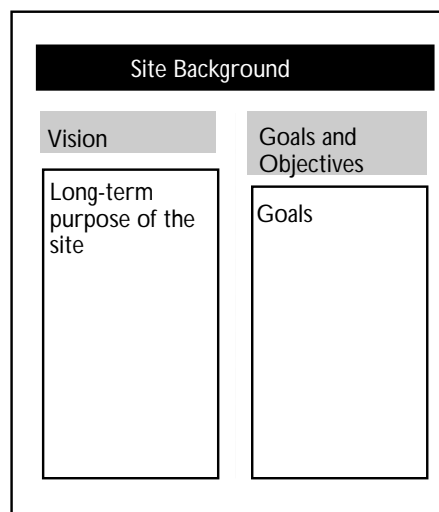 Site Background
Vision
Goals and
Objectives
Long-term
purpose of the
site
Goals